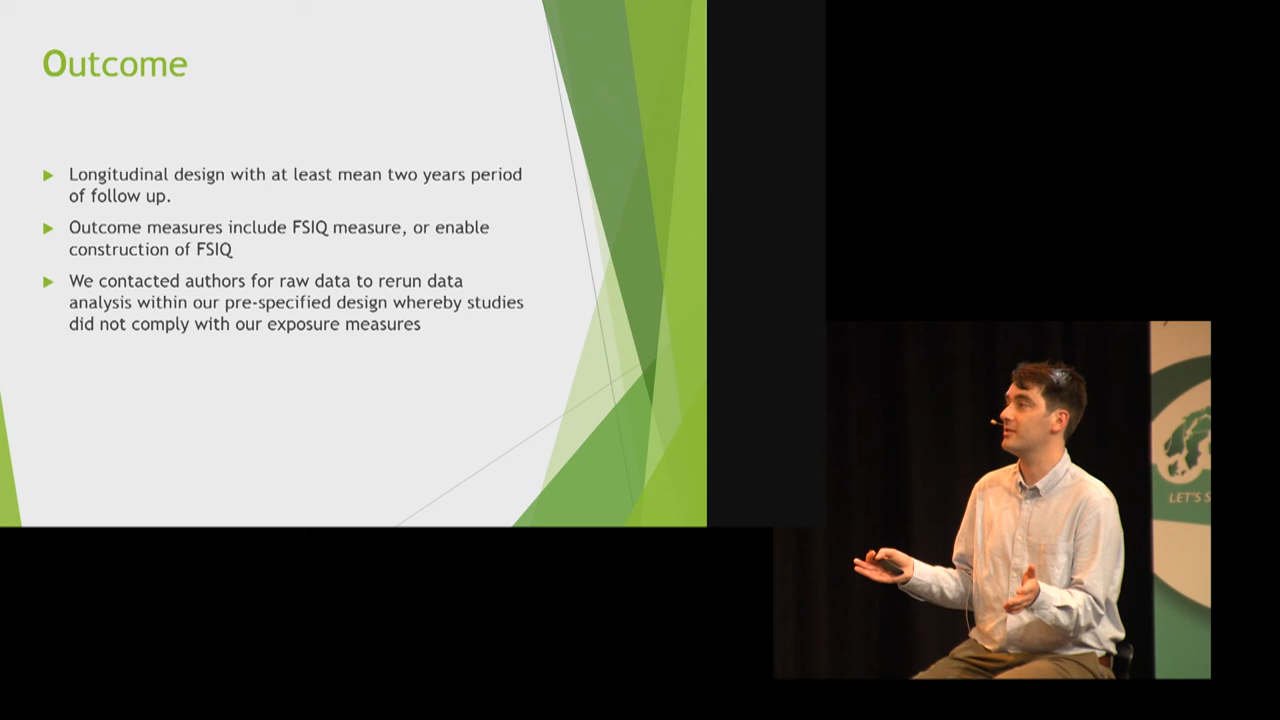 Outcome
Longitudinal design with at least mean two years period
of follow up.
Outcome measures include FSIQ measure, or enable
construction of FSIQ
We contacted authors for raw data to rerun data
analysis within our pre-specified design whereby studies
did not comply with our exposure measures
LET'S